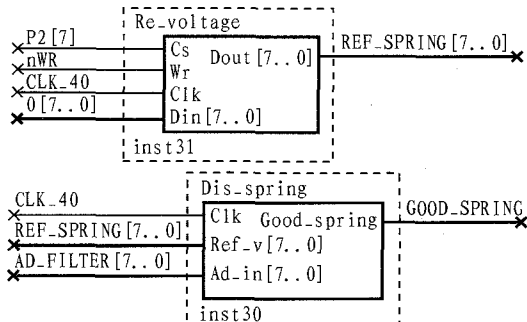 Re_voltage
P2[7]
nWR
CLK_40
0[7..0]
Cs
Wr
Clk
Din[7..0]
Dout[7..0]
REF_SPRING[7..0]
inst31
Dis_spring
CLK_40
REF_SPRING[7..0]
AD_FILTER[7..0]
Clk
Ref_v[7..0]
Ad_in[7..0]
Good_spring
GOOD_SPRING
inst30